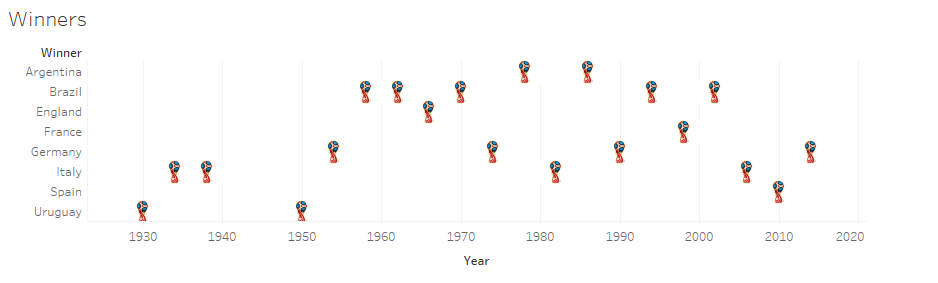 Winners
Winner
Argentina
Brazil
England
France
Germany
Italy
Spain
Uruguay
1930 1940 1950 1960 1970 1980 1990 2000 2010 2020
Year